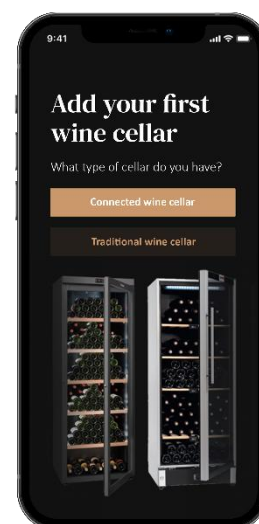 9:41
Add your first
wine cellar
What type of cellar do you have?
Connected wine cellar
Traditional wine cellar